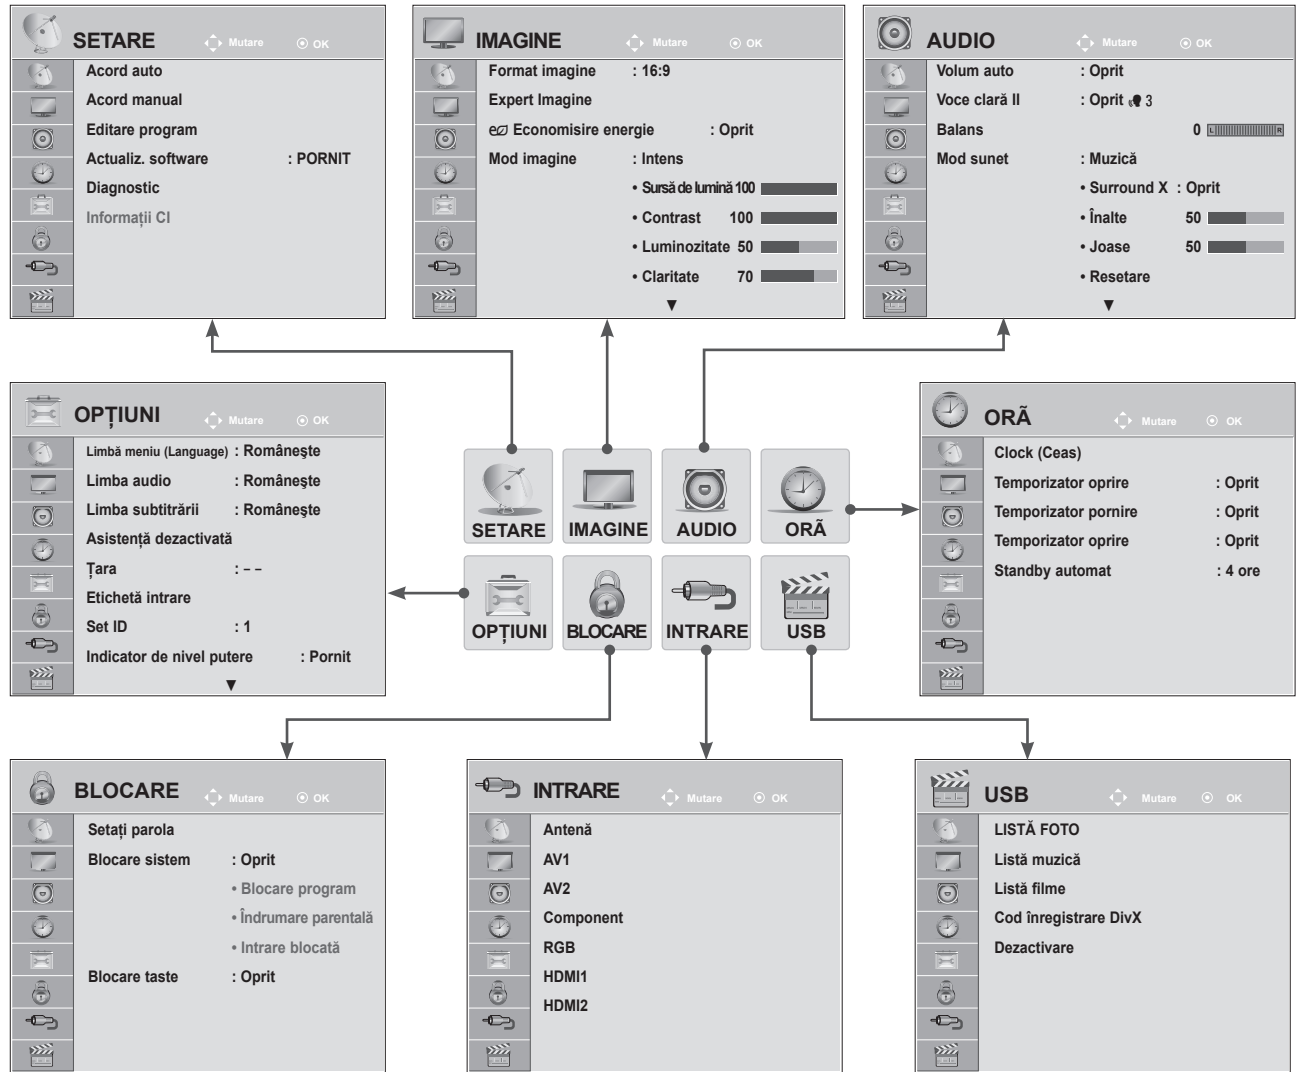 SETARE Mutare OK
Acord auto
Acord manual
Editare program
Actualiz. software : PORNIT
Diagnostic
Informații CI
IMAGINE Mutare OK
Format imagine : 16:9
Expert Imagine
Economisire energie : Oprit
Mod imagine : Intens
• Sursă de lumină 100
• Contrast 100
• Luminozitate 50
• Claritate 70
▼
AUDIO Mutare OK
Volum auto : Oprit
Voce clară II : Oprit 3
Balans 0 L R
Mod sunet : Muzică
• Surround X : Oprit
• Înalte 50
• Joase 50
• Resetare
▼
OPȚIUNI Mutare OK
Limbă meniu (Language) : Româneşte
Limba audio : Româneşte
Limba subtitrării : Româneşte
Asistență dezactivată
Țara : – –
Etichetă intrare
Set ID : 1
Indicator de nivel putere : Pornit
▼
SETARE IMAGINE AUDIO ORÃ
OPȚIUNI BLOCARE INTRARE USB
ORÃ Mutare OK
Clock (Ceas)
Temporizator oprire : Oprit
Temporizator pornire : Oprit
Temporizator oprire : Oprit
Standby automat : 4 ore
BLOCARE Mutare OK
Setați parola
Blocare sistem : Oprit
• Blocare program
• Îndrumare parentală
• Intrare blocată
Blocare taste : Oprit
INTRARE Mutare OK
Antenă
AV1
AV2
Component
RGB
HDMI1
HDMI2
USB Mutare OK
LISTĂ FOTO
Listă muzică
Listă filme
Cod înregistrare DivX
Dezactivare